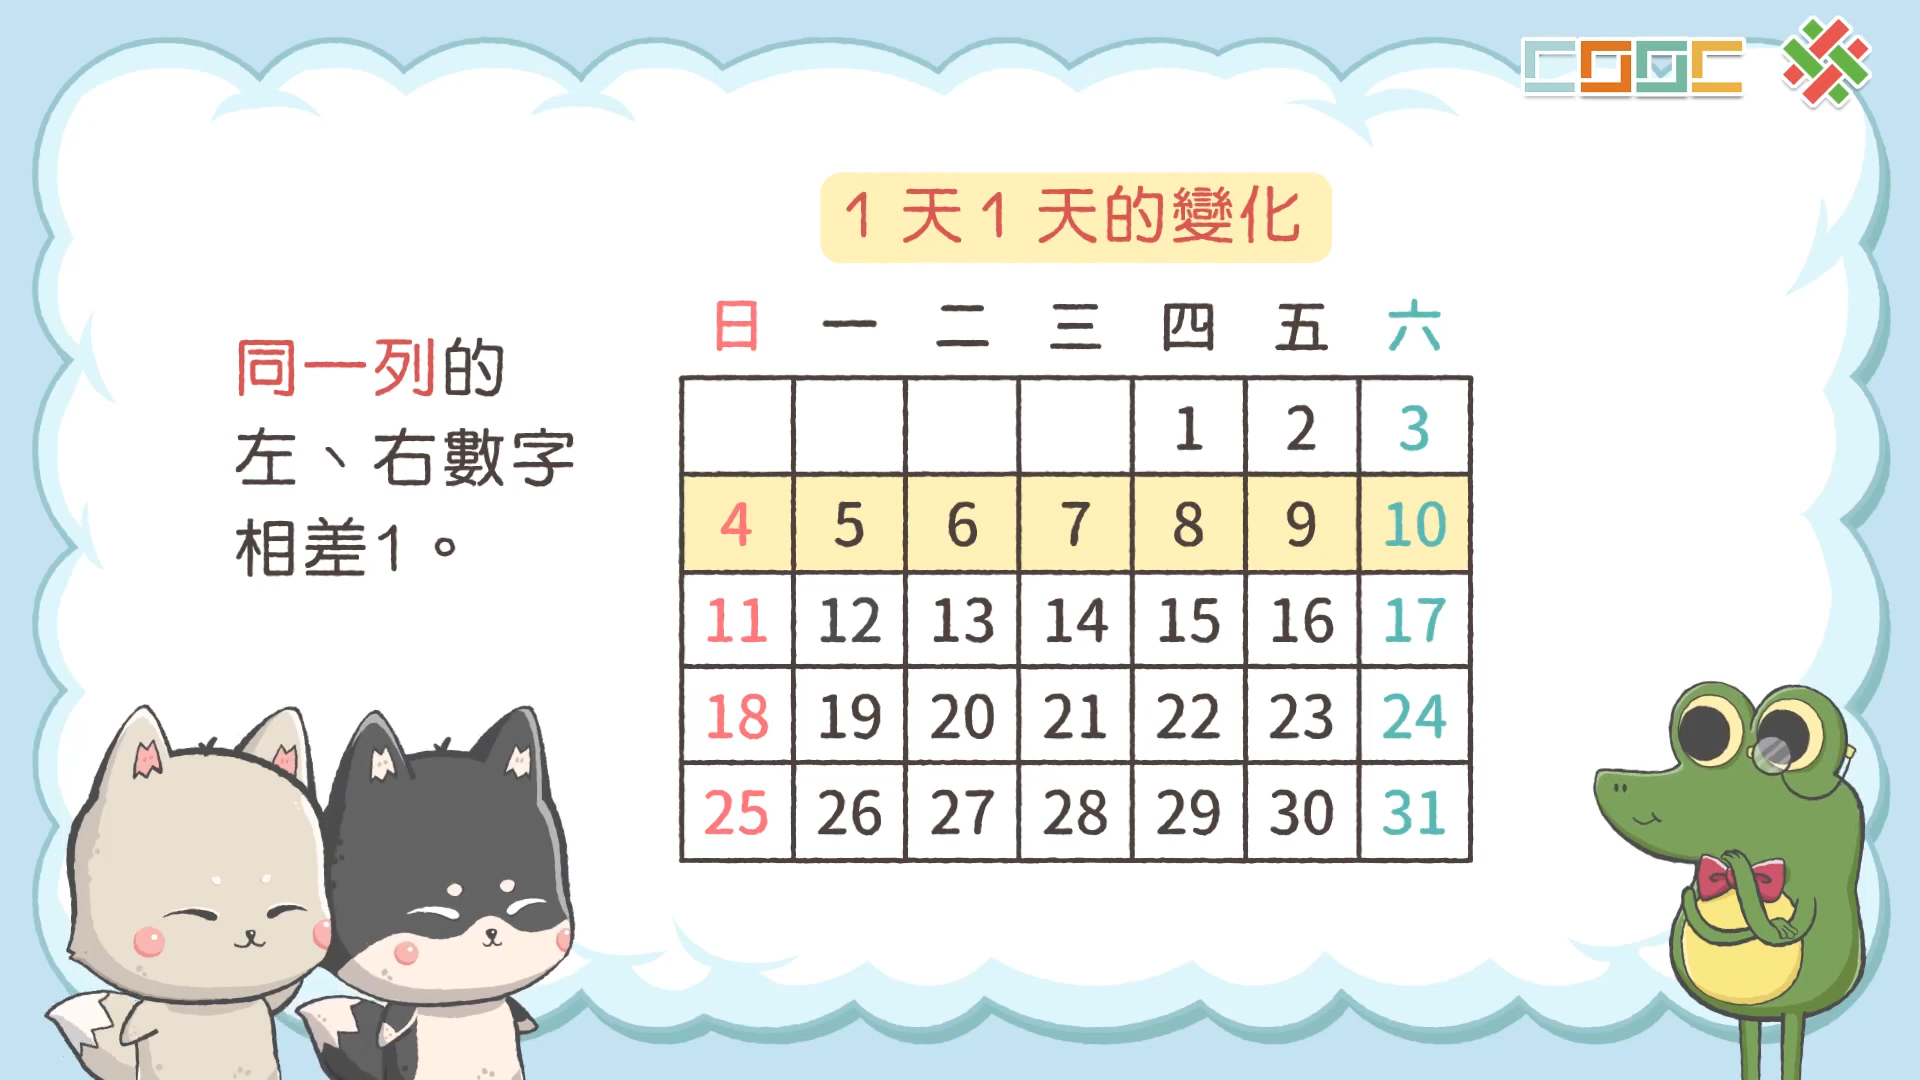 COOC
1 天 1 天的變化
同一列的
左、右數字
相差1。
日 一 二 三 四 五 六
1 2 3
4 5 6 7 8 9 10
11 12 13 14 15 16 17
18 19 20 21 22 23 24
25 26 27 28 29 30 31